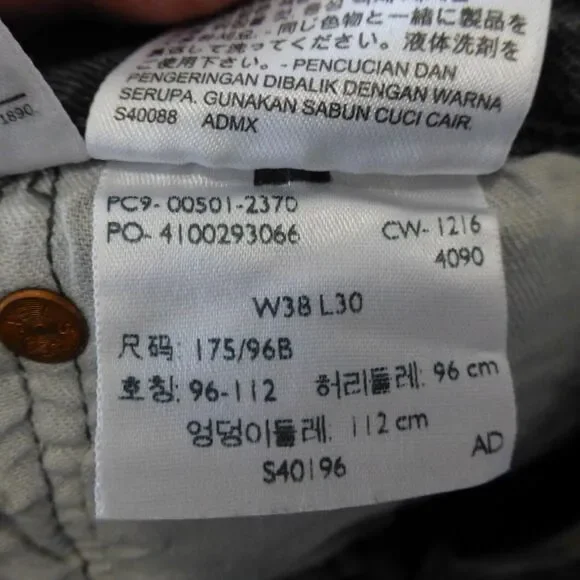 - 同じ色物と一緒に製品を
洗ってください。液体洗剤を
ご使用下さい。- PENCUCIAN DAN
PENGERINGAN DIBALIK DENGAN WARNA
SERUPA. GUNAKAN SABUN CUCI CAIR.
S40088 ADMX
1890
PC9- 00501-2370
PO- 4100293066
CW- 1216
4090
W38 L30
尺码: 175/96B
호칭: 96-112 허리둘레: 96 cm
엉덩이둘레: 112 cm
AD
S40196